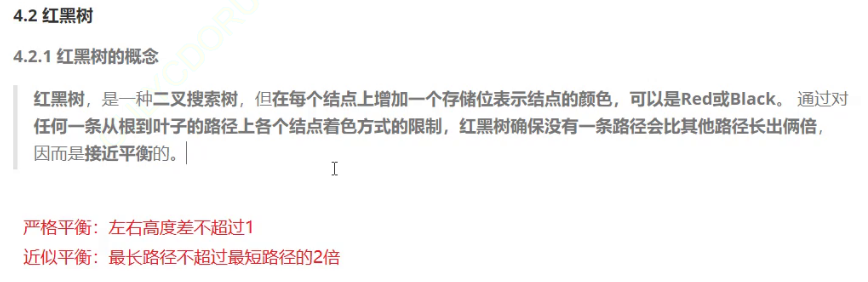 4.2 红黑树
4.2.1 红黑树的概念
红黑树，是一种二叉搜索树，但在每个结点上增加一个存储位表示结点的颜色，可以是Red或Black。 通过对
任何一条从根到叶子的路径上各个结点着色方式的限制，红黑树确保没有一条路径会比其他路径长出俩倍，
因而是接近平衡的。
严格平衡：左右高度差不超过1
近似平衡：最长路径不超过最短路径的2倍